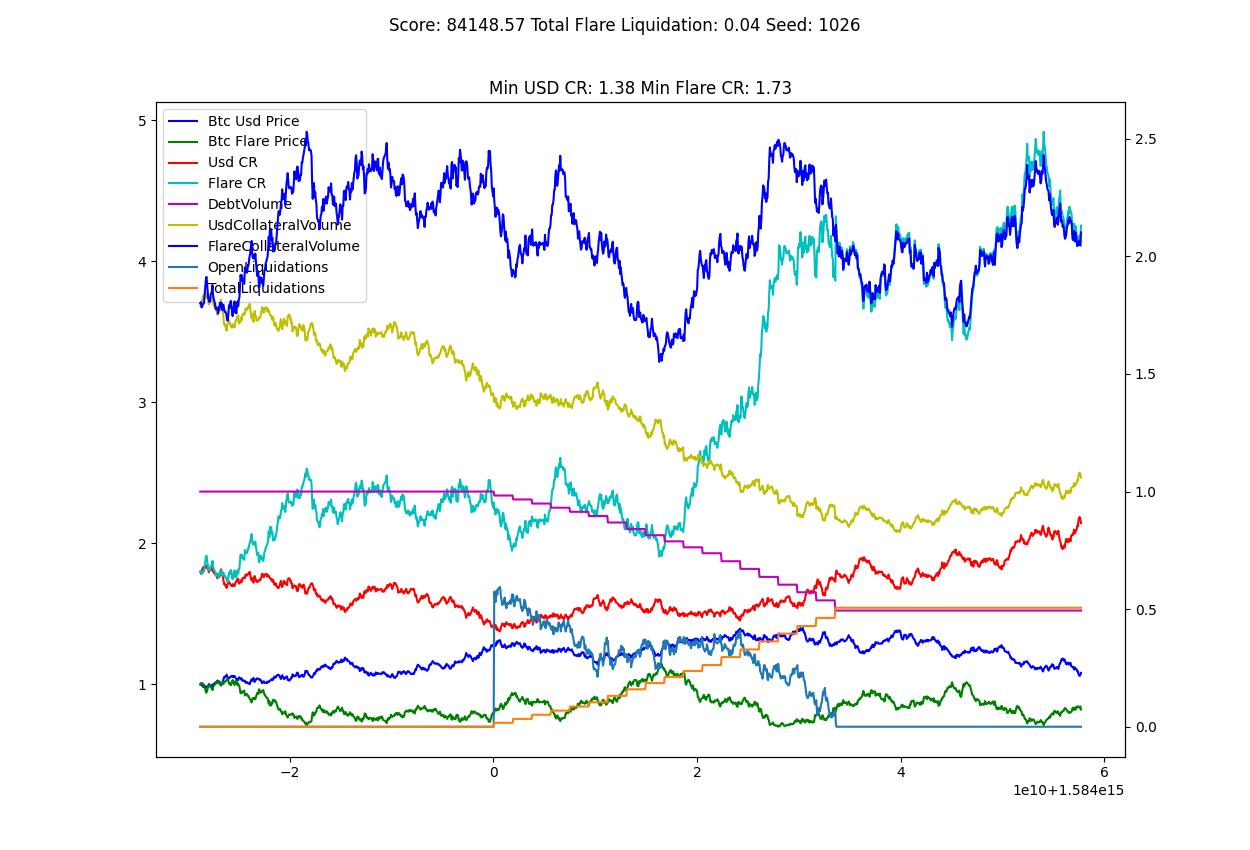 Score: 84148.57 Total Flare Liquidation: 0.04 Seed: 1026
Min USD CR: 1.38 Min Flare CR: 1.73
Btc Usd Price
Btc Flare Price
Usd CR
Flare CR
DebtVolume
UsdCollateralVolume
FlareCollateralVolume
OpenLiquidations
TotalLiquidations
5
4
3
2
1
2.5
2.0
1.5
1.0
0.5
0.0
−2 0 2 4 6
1e10+1.584e15